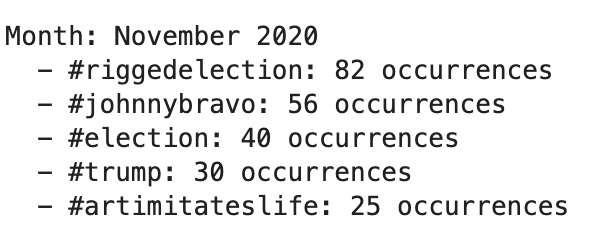 Month: November 2020
– #riggedelection: 82 occurrences
– #johnnybravo: 56 occurrences
– #election: 40 occurrences
– #trump: 30 occurrences
– #artimitateslife: 25 occurrences